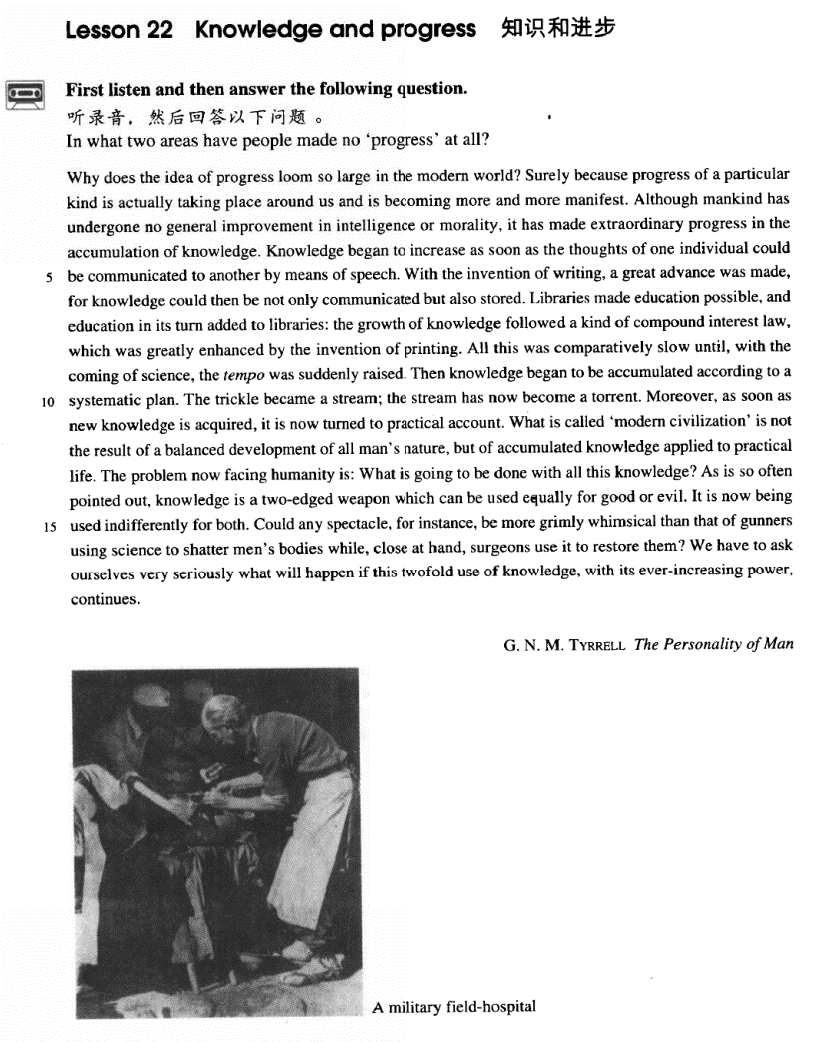 Lesson 22 Knowledge and progress 知识和进步
First listen and then answer the following question.
听录音，然后回答以下问题。
In what two areas have people made no ‘progress’ at all?
Why does the idea of progress loom so large in the modern world? Surely because progress of a particular
kind is actually taking place around us and is becoming more and more manifest. Although mankind has
undergone no general improvement in intelligence or morality, it has made extraordinary progress in the
accumulation of knowledge. Knowledge began to increase as soon as the thoughts of one individual could
5 be communicated to another by means of speech. With the invention of writing, a great advance was made,
for knowledge could then be not only communicated but also stored. Libraries made education possible, and
education in its turn added to libraries: the growth of knowledge followed a kind of compound interest law,
which was greatly enhanced by the invention of printing. All this was comparatively slow until, with the
coming of science, the tempo was suddenly raised. Then knowledge began to be accumulated according to a
10 systematic plan. The trickle became a stream; the stream has now become a torrent. Moreover, as soon as
new knowledge is acquired, it is now turned to practical account. What is called ‘modern civilization’ is not
the result of a balanced development of all man’s nature, but of accumulated knowledge applied to practical
life. The problem now facing humanity is: What is going to be done with all this knowledge? As is so often
pointed out, knowledge is a two-edged weapon which can be used equally for good or evil. It is now being
15 used indifferently for both. Could any spectacle, for instance, be more grimly whimsical than that of gunners
using science to shatter men’s bodies while, close at hand, surgeons use it to restore them? We have to ask
ourselves very seriously what will happen if this twofold use of knowledge, with its ever-increasing power,
continues.
G. N. M. TYRRELL The Personality of Man
A military field-hospital